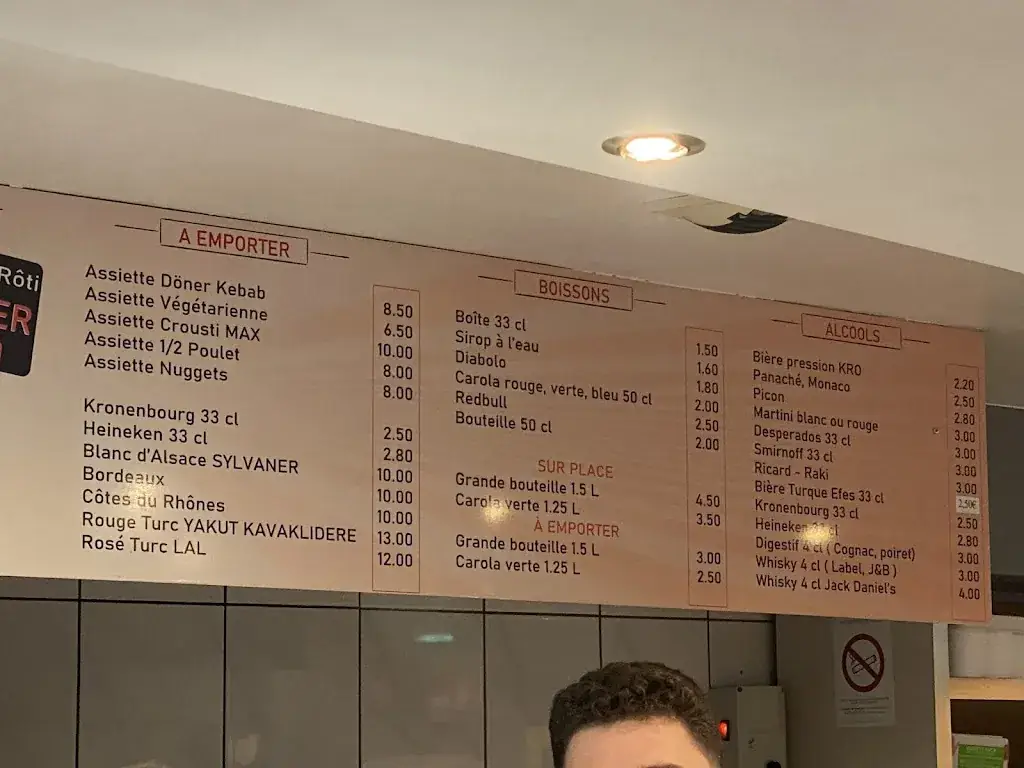 Rôti
ER
A EMPORTER
Assiette Döner Kebab 8.50
Assiette Végétarienne 6.50
Assiette Crousti MAX 10.00
Assiette 1/2 Poulet 8.00
Assiette Nuggets 8.00
Kronenbourg 33 cl 2.50
Heineken 33 cl 2.80
Blanc d'Alsace SYLVANER 10.00
Bordeaux 10.00
Côtes du Rhônes 10.00
Rouge Turc YAKUT KAVAKLIDERE 13.00
Rosé Turc LAL 12.00
BOISSONS
Boîte 33 cl 1.50
Sirop à l'eau 1.60
Diabolo 1.80
Carola rouge, verte, bleu 50 cl 2.00
Redbull 2.50
Bouteille 50 cl 2.00
SUR PLACE
Grande bouteille 1.5 L 4.50
Carola verte 1.25 L 3.50
À EMPORTER
Grande bouteille 1.5 L 3.00
Carola verte 1.25 L 2.50
ALCOOLS
Bière pression KRO 2.20
Panaché, Monaco 2.50
Picon 2.80
Martini blanc ou rouge 3.00
Desperados 33 cl 3.00
Smirnoff 33 cl 3.00
Ricard - Raki 3.00
Bière Turque Efes 33 cl 2.50€
Kronenbourg 33 cl 2.50
Heineken 33 cl 2.80
Digestif 4 cl ( Cognac, poiret) 3.00
Whisky 4 cl ( Label, J&B ) 3.00
Whisky 4 cl Jack Daniel's 4.00